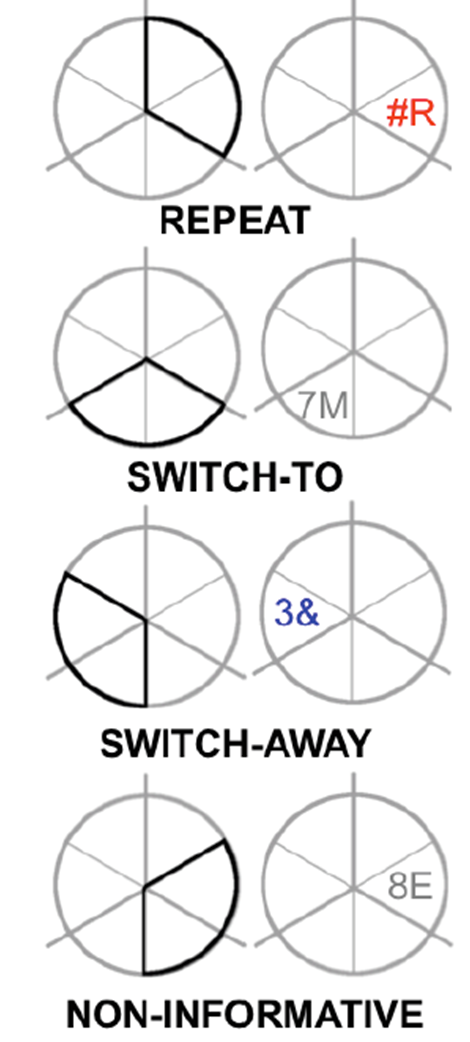 #R
REPEAT
7M
SWITCH-TO
3&
SWITCH-AWAY
8E
NON-INFORMATIVE